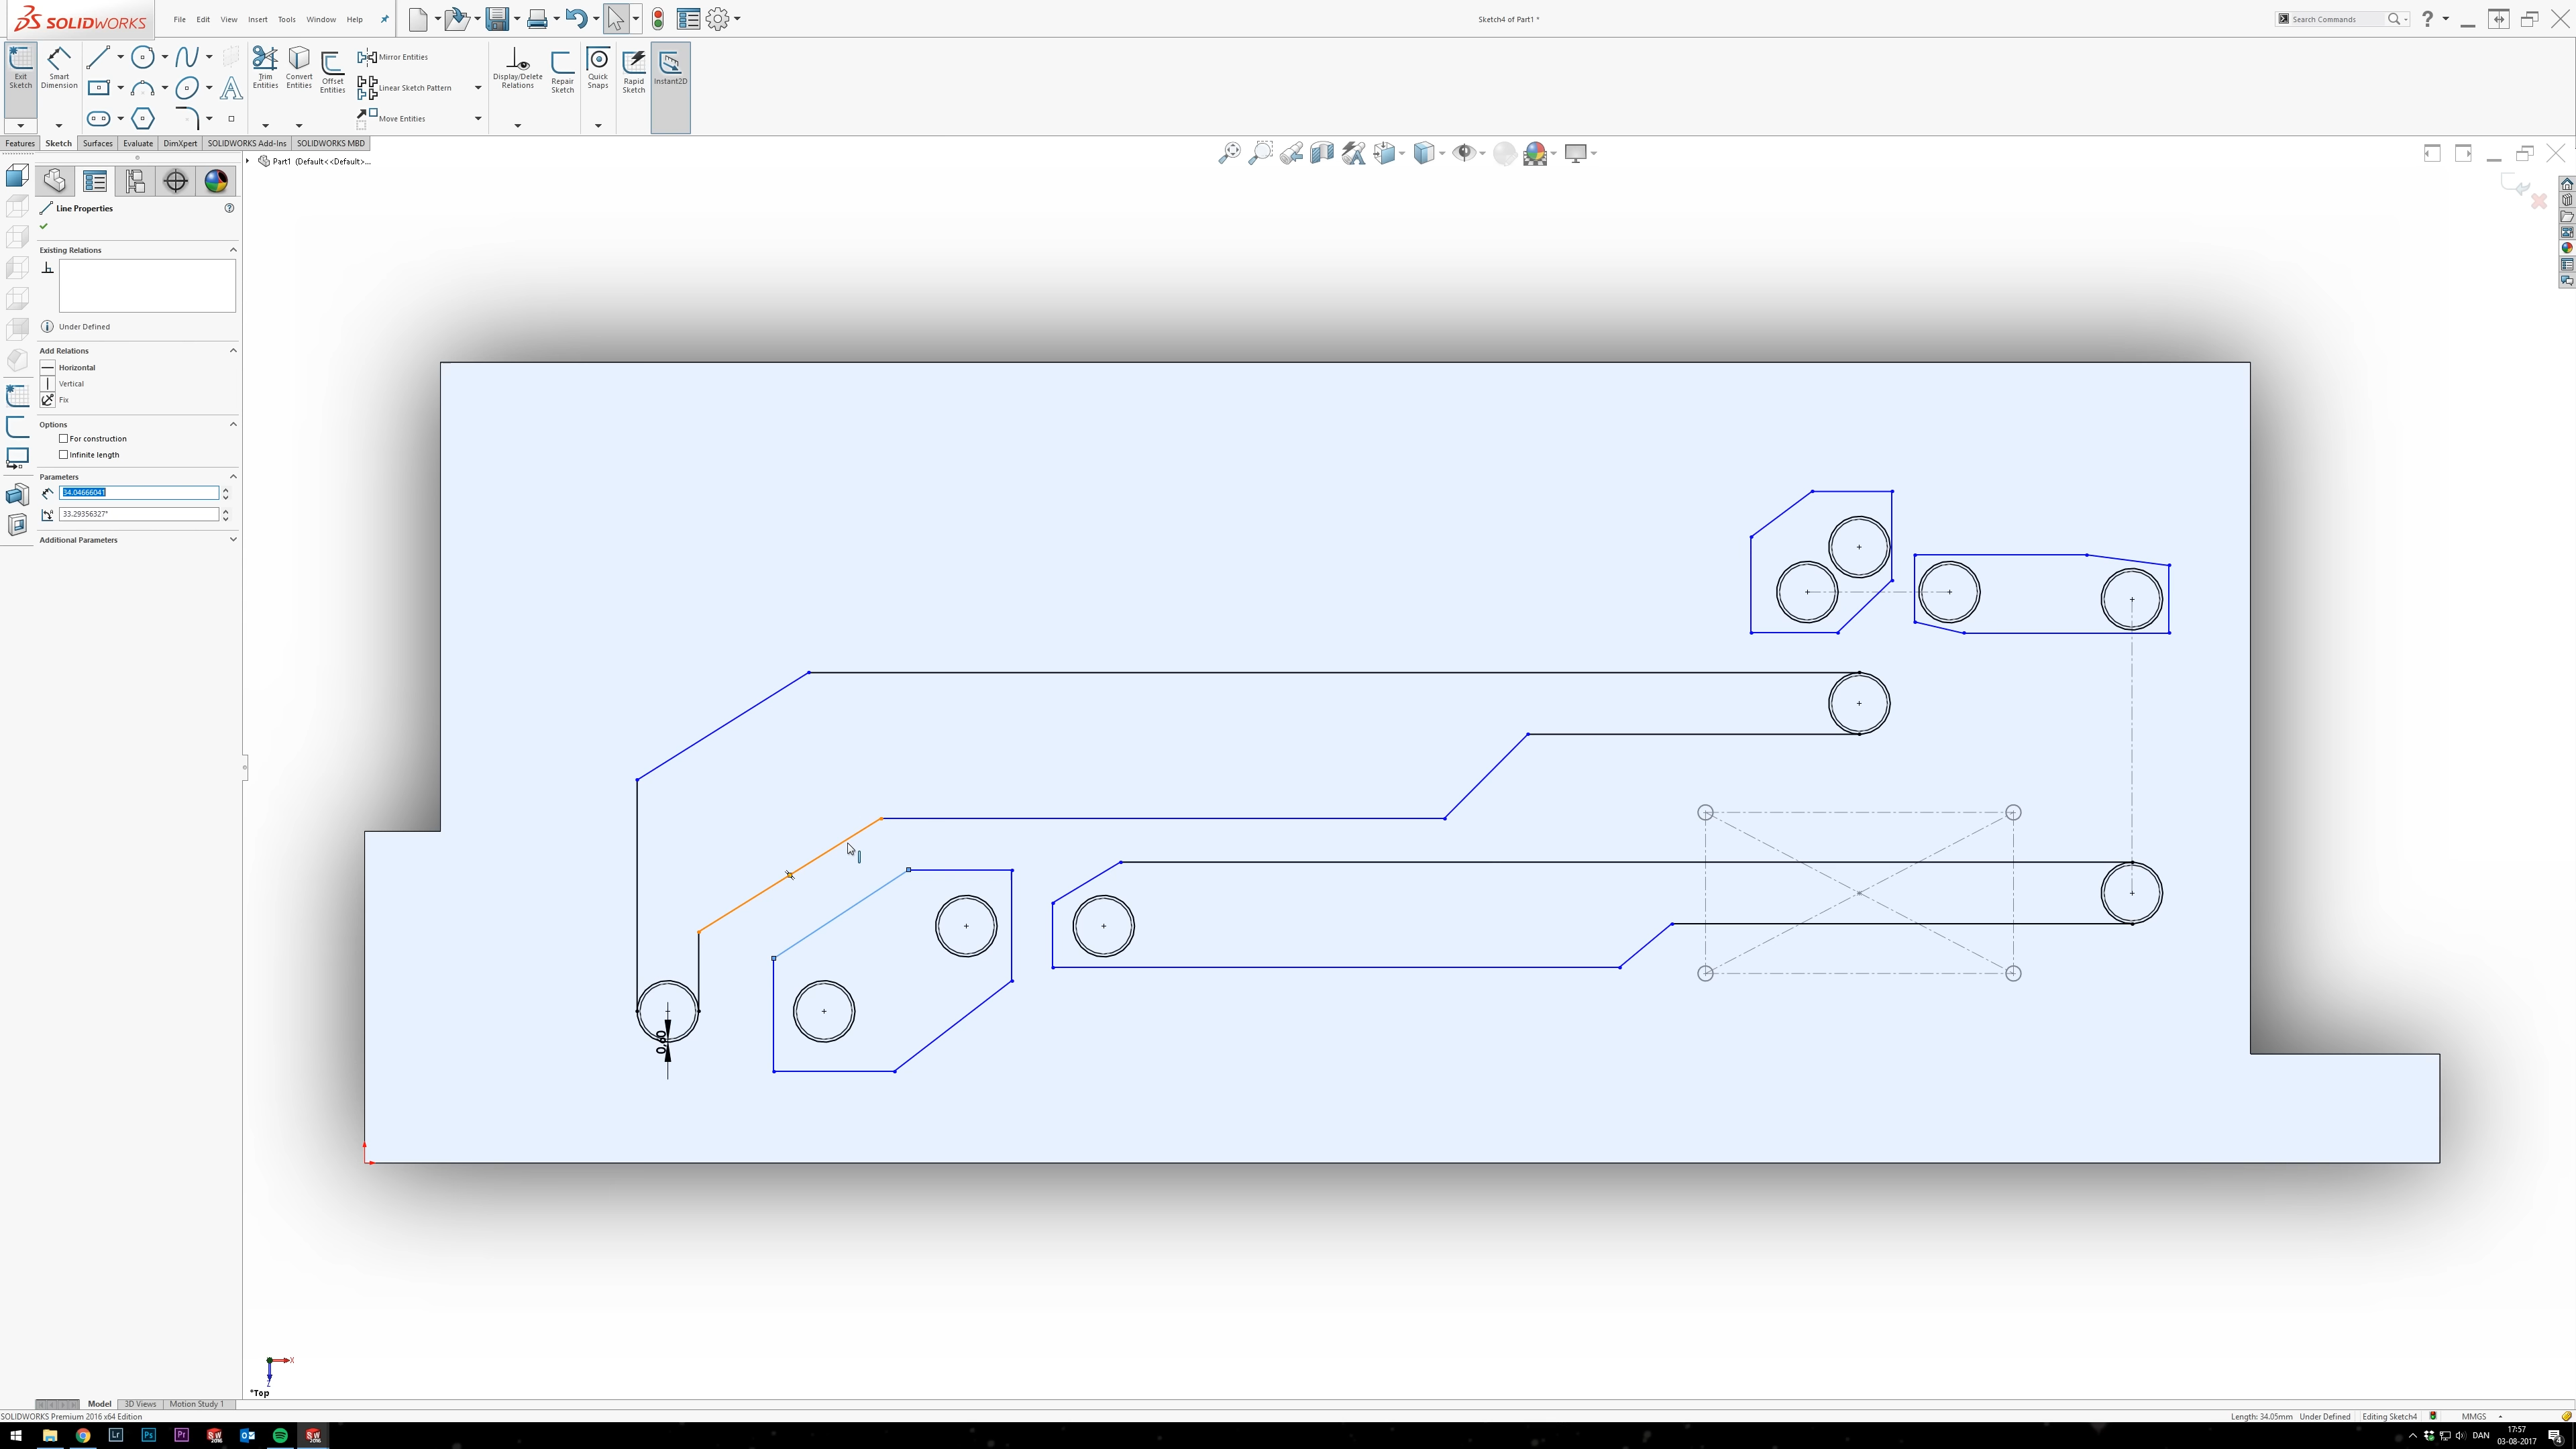 SOLIDWORKS
File Edit View Insert Tools Window Help
Sketch4 of Part1 *
Search Commands
Exit Sketch
Smart Dimension
Trim Entities
Convert Entities
Offset Entities
Mirror Entities
Linear Sketch Pattern
Move Entities
Display/Delete Relations
Repair Sketch
Quick Snaps
Rapid Sketch
Instant2D
Features Sketch Surfaces Evaluate DimXpert SOLIDWORKS Add-Ins SOLIDWORKS MBD
Part1 (Default<<Default>...
Line Properties
Existing Relations
Under Defined
Add Relations
Horizontal
Vertical
Fix
Options
For construction
Infinite length
Parameters
34.04666041
33.29356327°
Additional Parameters
0,60
X
Z
*Top
Model 3D Views Motion Study 1
SOLIDWORKS Premium 2016 x64 Edition
Length: 34.05mm Under Defined Editing Sketch4 MMGS
Lr Ps Pr
DAN
17:57
03-08-2017